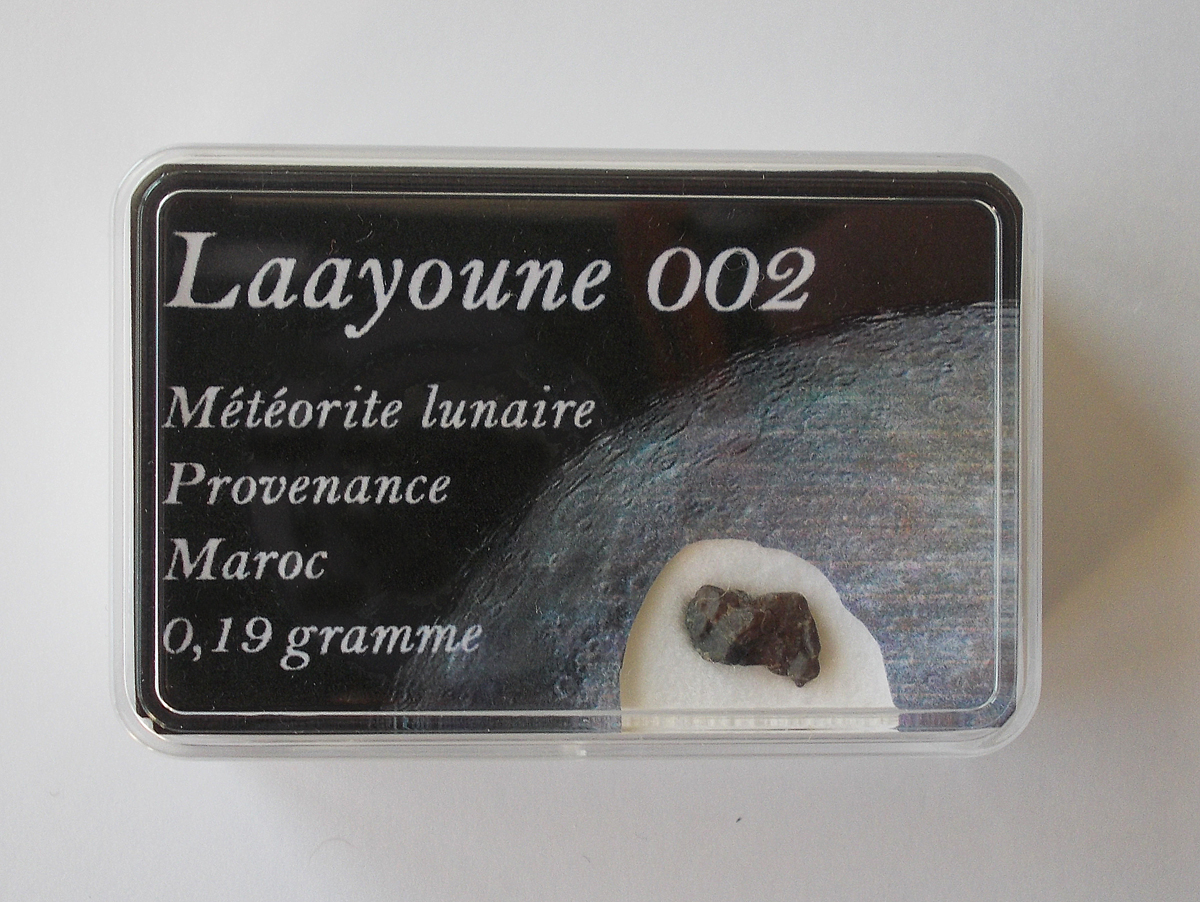 Laayoune 002
Météorite lunaire
Provenance
Maroc
0,19 gramme